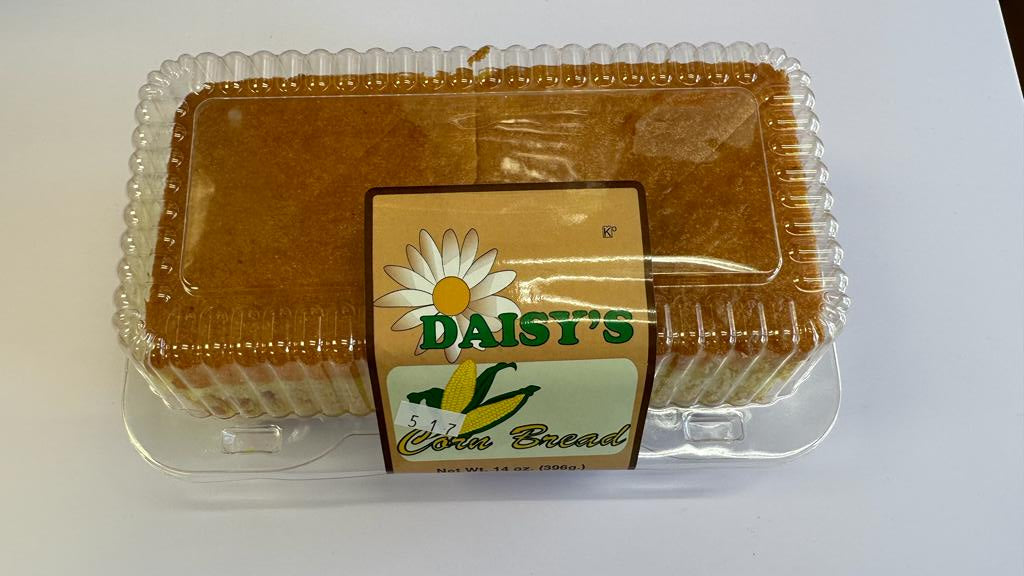 K
DAISY'S
517
Corn Bread
Net Wt. 14 oz. (396g.)